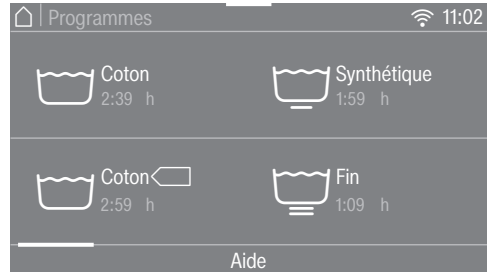 Programmes 11:02
Coton
2:39 h
Synthétique
1:59 h
Coton
2:59 h
Fin
1:09 h
Aide